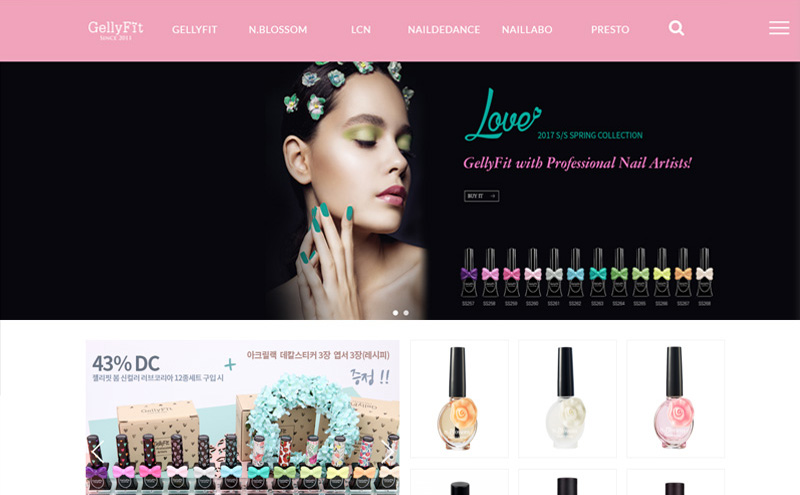 GellyFit
SINCE 2011
GELLYFIT
N.BLOSSOM
LCN
NAILDEDANCE
NAILLABO
PRESTO
Love
2017 S/S SPRING COLLECTION
GellyFit with Professional Nail Artists!
BUY IT →
SS257 SS258 SS259 SS260 SS261 SS262 SS263 SS264 SS265 SS266 SS267 SS268
43% DC
젤리핏 봄 신컬러 러브코리아 12종세트 구입 시
+
아크릴랙 데칼스티커 3장 엽서 3장(레시피)
증정 !!
GellyFit
GellyFit